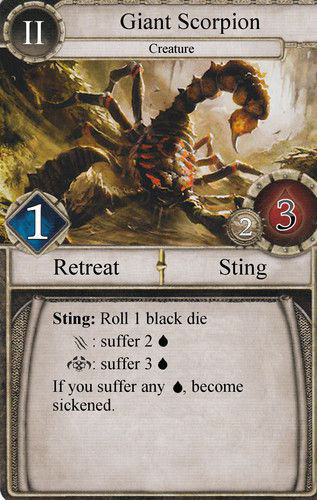 II
Giant Scorpion
Creature
1
2
3
Retreat
Sting
Sting: Roll 1 black die
: suffer 2
: suffer 3
If you suffer any , become
sickened.